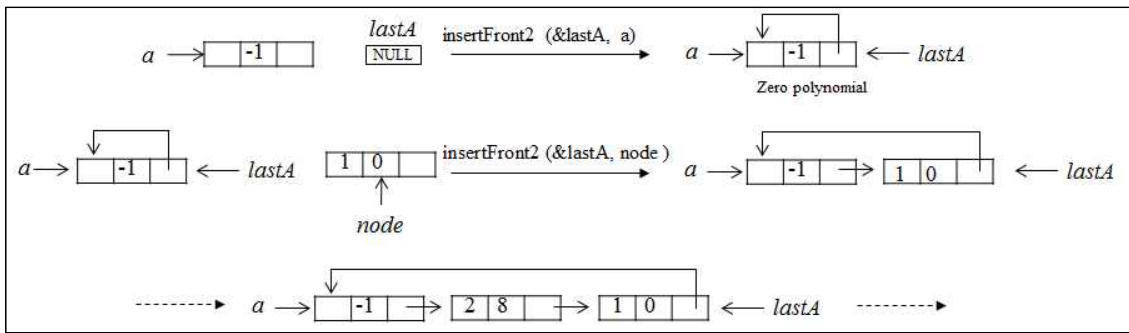 lastA
insertFront2 (&lastA, a)
a -1 NULL a -1 lastA
Zero polynomial
a -1 lastA 1 0 insertFront2 (&lastA, node ) a -1 1 0 lastA
node
a -1 2 8 1 0 lastA